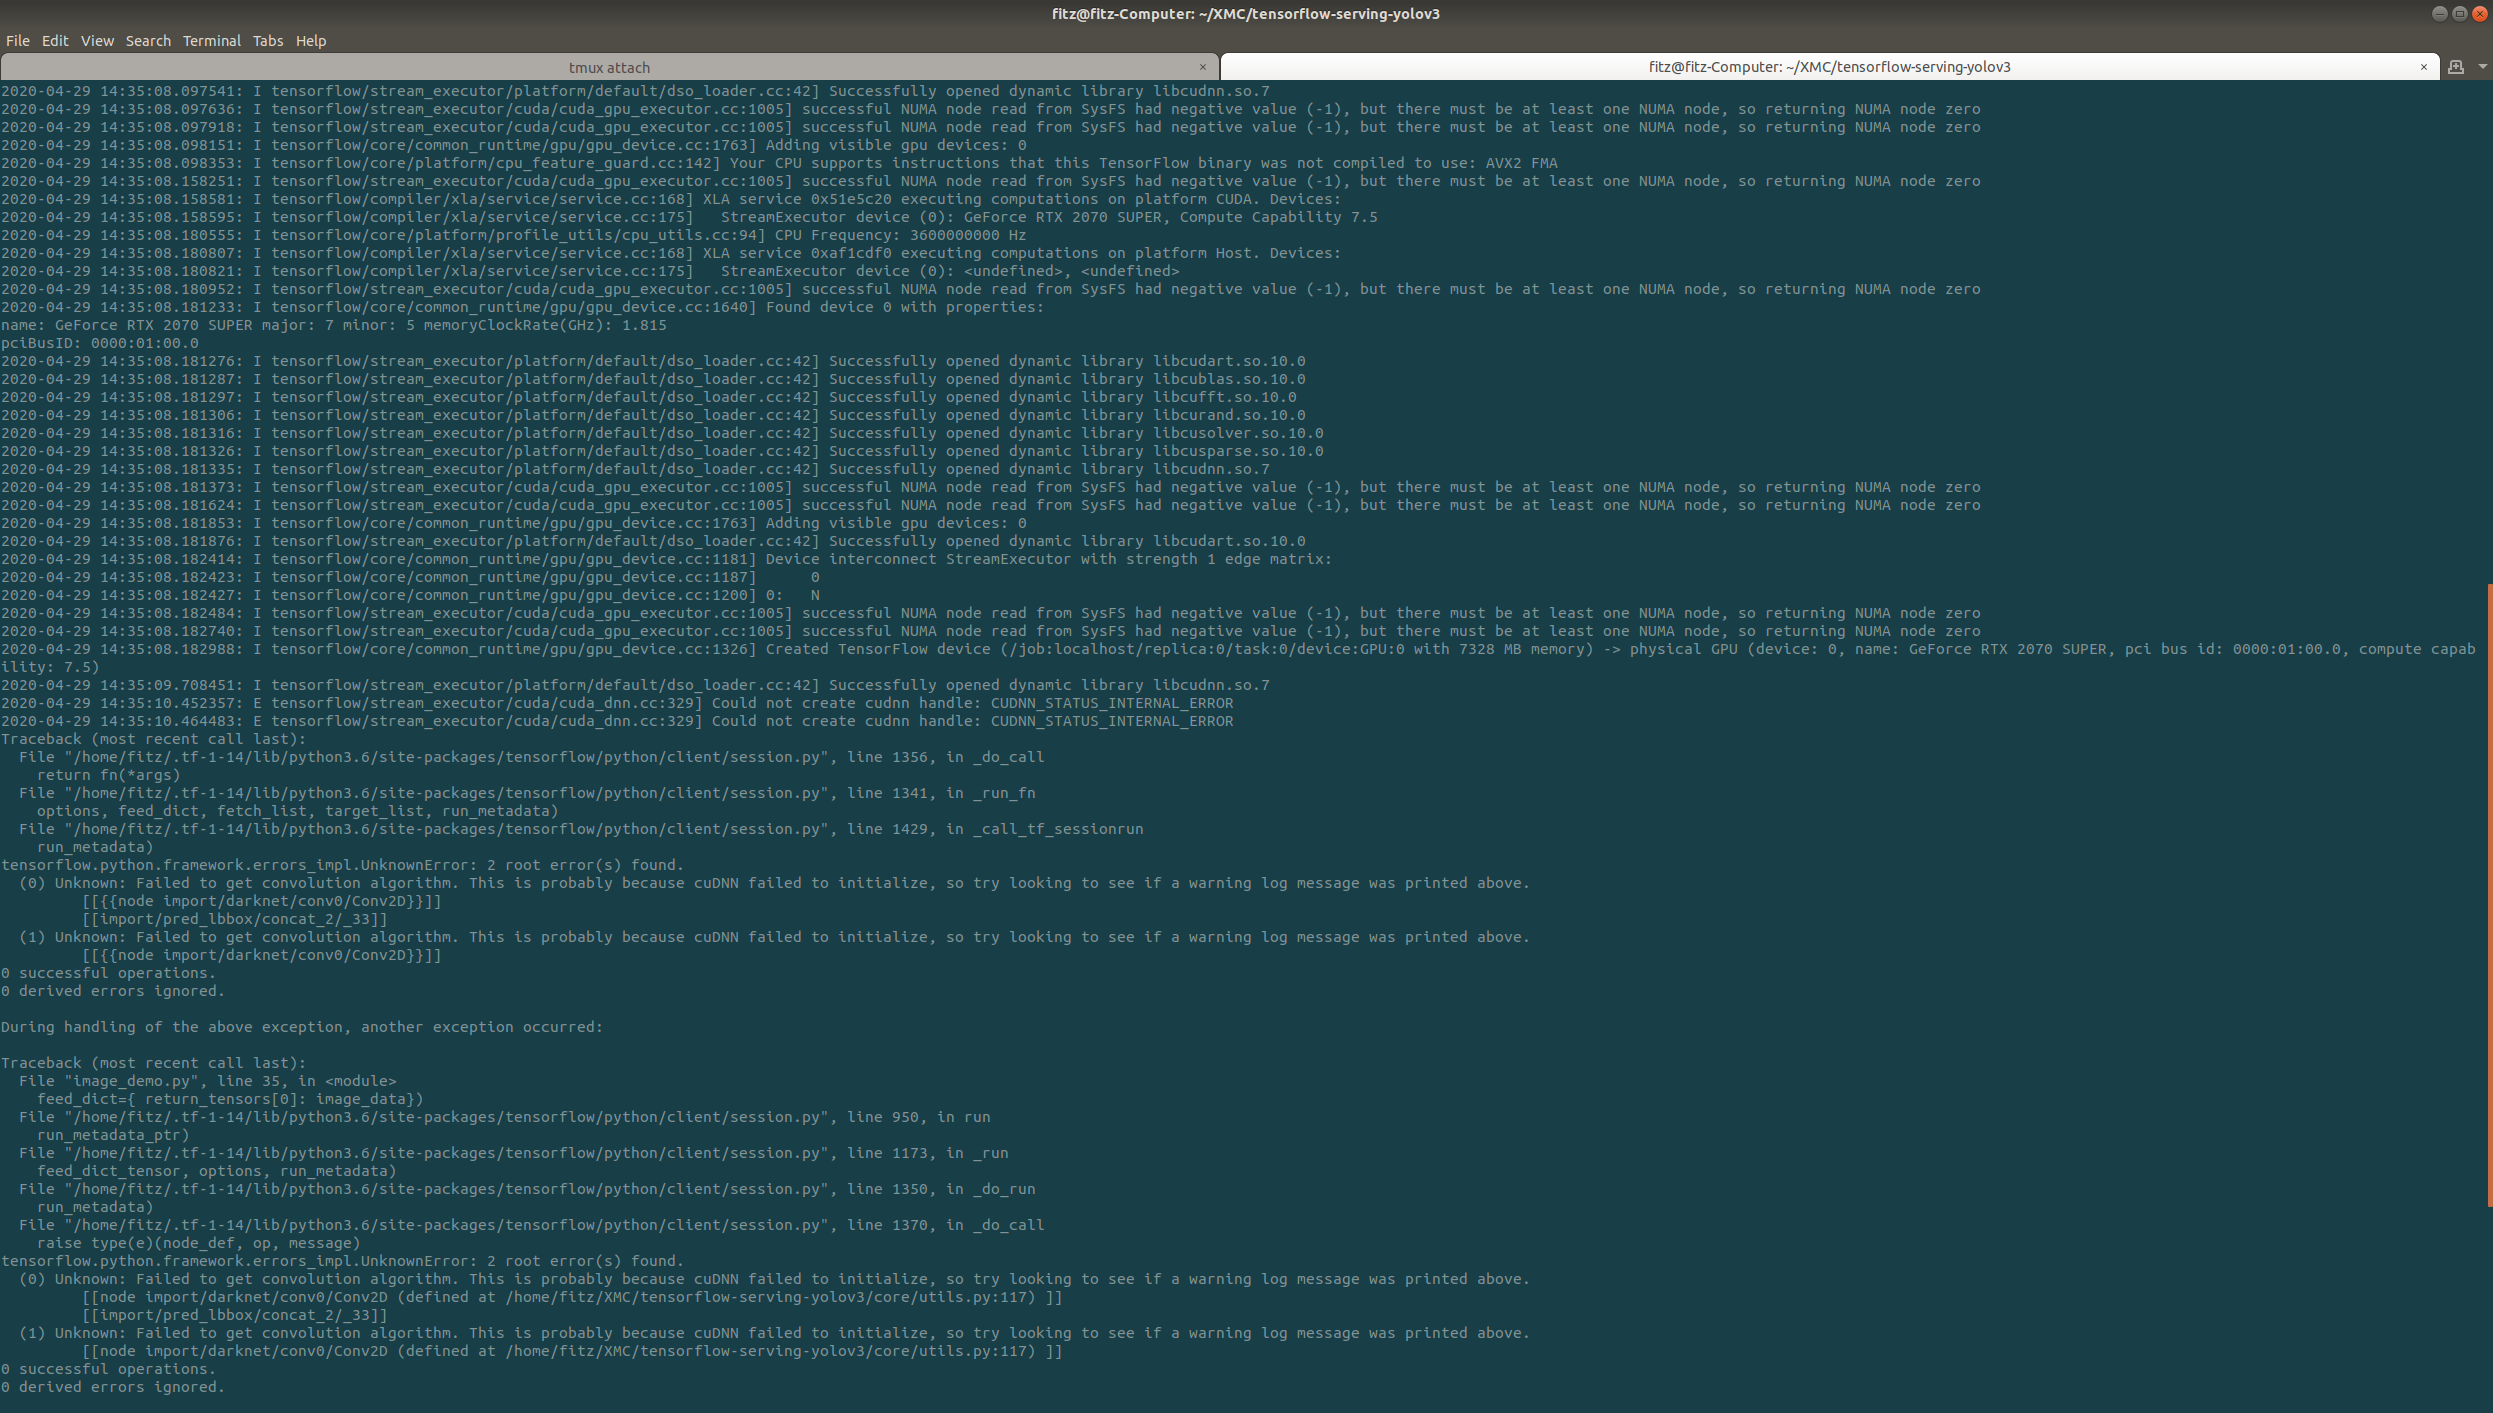 fitz@fitz-Computer: ~/XMC/tensorflow-serving-yolov3
File Edit View Search Terminal Tabs Help
tmux attach × fitz@fitz-Computer: ~/XMC/tensorflow-serving-yolov3 ×
2020-04-29 14:35:08.097541: I tensorflow/stream_executor/platform/default/dso_loader.cc:42] Successfully opened dynamic library libcudnn.so.7
2020-04-29 14:35:08.097636: I tensorflow/stream_executor/cuda/cuda_gpu_executor.cc:1005] successful NUMA node read from SysFS had negative value (-1), but there must be at least one NUMA node, so returning NUMA node zero
2020-04-29 14:35:08.097918: I tensorflow/stream_executor/cuda/cuda_gpu_executor.cc:1005] successful NUMA node read from SysFS had negative value (-1), but there must be at least one NUMA node, so returning NUMA node zero
2020-04-29 14:35:08.098151: I tensorflow/core/common_runtime/gpu/gpu_device.cc:1763] Adding visible gpu devices: 0
2020-04-29 14:35:08.098353: I tensorflow/core/platform/cpu_feature_guard.cc:142] Your CPU supports instructions that this TensorFlow binary was not compiled to use: AVX2 FMA
2020-04-29 14:35:08.158251: I tensorflow/stream_executor/cuda/cuda_gpu_executor.cc:1005] successful NUMA node read from SysFS had negative value (-1), but there must be at least one NUMA node, so returning NUMA node zero
2020-04-29 14:35:08.158581: I tensorflow/compiler/xla/service/service.cc:168] XLA service 0x51e5c20 executing computations on platform CUDA. Devices:
2020-04-29 14:35:08.158595: I tensorflow/compiler/xla/service/service.cc:175]   StreamExecutor device (0): GeForce RTX 2070 SUPER, Compute Capability 7.5
2020-04-29 14:35:08.180555: I tensorflow/core/platform/profile_utils/cpu_utils.cc:94] CPU Frequency: 3600000000 Hz
2020-04-29 14:35:08.180807: I tensorflow/compiler/xla/service/service.cc:168] XLA service 0xaf1cdf0 executing computations on platform Host. Devices:
2020-04-29 14:35:08.180821: I tensorflow/compiler/xla/service/service.cc:175]   StreamExecutor device (0): <undefined>, <undefined>
2020-04-29 14:35:08.180952: I tensorflow/stream_executor/cuda/cuda_gpu_executor.cc:1005] successful NUMA node read from SysFS had negative value (-1), but there must be at least one NUMA node, so returning NUMA node zero
2020-04-29 14:35:08.181233: I tensorflow/core/common_runtime/gpu/gpu_device.cc:1640] Found device 0 with properties:
name: GeForce RTX 2070 SUPER major: 7 minor: 5 memoryClockRate(GHz): 1.815
pciBusID: 0000:01:00.0
2020-04-29 14:35:08.181276: I tensorflow/stream_executor/platform/default/dso_loader.cc:42] Successfully opened dynamic library libcudart.so.10.0
2020-04-29 14:35:08.181287: I tensorflow/stream_executor/platform/default/dso_loader.cc:42] Successfully opened dynamic library libcublas.so.10.0
2020-04-29 14:35:08.181297: I tensorflow/stream_executor/platform/default/dso_loader.cc:42] Successfully opened dynamic library libcufft.so.10.0
2020-04-29 14:35:08.181306: I tensorflow/stream_executor/platform/default/dso_loader.cc:42] Successfully opened dynamic library libcurand.so.10.0
2020-04-29 14:35:08.181316: I tensorflow/stream_executor/platform/default/dso_loader.cc:42] Successfully opened dynamic library libcusolver.so.10.0
2020-04-29 14:35:08.181326: I tensorflow/stream_executor/platform/default/dso_loader.cc:42] Successfully opened dynamic library libcusparse.so.10.0
2020-04-29 14:35:08.181335: I tensorflow/stream_executor/platform/default/dso_loader.cc:42] Successfully opened dynamic library libcudnn.so.7
2020-04-29 14:35:08.181373: I tensorflow/stream_executor/cuda/cuda_gpu_executor.cc:1005] successful NUMA node read from SysFS had negative value (-1), but there must be at least one NUMA node, so returning NUMA node zero
2020-04-29 14:35:08.181624: I tensorflow/stream_executor/cuda/cuda_gpu_executor.cc:1005] successful NUMA node read from SysFS had negative value (-1), but there must be at least one NUMA node, so returning NUMA node zero
2020-04-29 14:35:08.181853: I tensorflow/core/common_runtime/gpu/gpu_device.cc:1763] Adding visible gpu devices: 0
2020-04-29 14:35:08.181876: I tensorflow/stream_executor/platform/default/dso_loader.cc:42] Successfully opened dynamic library libcudart.so.10.0
2020-04-29 14:35:08.182414: I tensorflow/core/common_runtime/gpu/gpu_device.cc:1181] Device interconnect StreamExecutor with strength 1 edge matrix:
2020-04-29 14:35:08.182423: I tensorflow/core/common_runtime/gpu/gpu_device.cc:1187]      0
2020-04-29 14:35:08.182427: I tensorflow/core/common_runtime/gpu/gpu_device.cc:1200] 0:   N
2020-04-29 14:35:08.182484: I tensorflow/stream_executor/cuda/cuda_gpu_executor.cc:1005] successful NUMA node read from SysFS had negative value (-1), but there must be at least one NUMA node, so returning NUMA node zero
2020-04-29 14:35:08.182740: I tensorflow/stream_executor/cuda/cuda_gpu_executor.cc:1005] successful NUMA node read from SysFS had negative value (-1), but there must be at least one NUMA node, so returning NUMA node zero
2020-04-29 14:35:08.182988: I tensorflow/core/common_runtime/gpu/gpu_device.cc:1326] Created TensorFlow device (/job:localhost/replica:0/task:0/device:GPU:0 with 7328 MB memory) -> physical GPU (device: 0, name: GeForce RTX 2070 SUPER, pci bus id: 0000:01:00.0, compute capab
ility: 7.5)
2020-04-29 14:35:09.708451: I tensorflow/stream_executor/platform/default/dso_loader.cc:42] Successfully opened dynamic library libcudnn.so.7
2020-04-29 14:35:10.452357: E tensorflow/stream_executor/cuda/cuda_dnn.cc:329] Could not create cudnn handle: CUDNN_STATUS_INTERNAL_ERROR
2020-04-29 14:35:10.464483: E tensorflow/stream_executor/cuda/cuda_dnn.cc:329] Could not create cudnn handle: CUDNN_STATUS_INTERNAL_ERROR
Traceback (most recent call last):
  File "/home/fitz/.tf-1-14/lib/python3.6/site-packages/tensorflow/python/client/session.py", line 1356, in _do_call
    return fn(*args)
  File "/home/fitz/.tf-1-14/lib/python3.6/site-packages/tensorflow/python/client/session.py", line 1341, in _run_fn
    options, feed_dict, fetch_list, target_list, run_metadata)
  File "/home/fitz/.tf-1-14/lib/python3.6/site-packages/tensorflow/python/client/session.py", line 1429, in _call_tf_sessionrun
    run_metadata)
tensorflow.python.framework.errors_impl.UnknownError: 2 root error(s) found.
  (0) Unknown: Failed to get convolution algorithm. This is probably because cuDNN failed to initialize, so try looking to see if a warning log message was printed above.
         [[{{node import/darknet/conv0/Conv2D}}]]
         [[import/pred_lbbox/concat_2/_33]]
  (1) Unknown: Failed to get convolution algorithm. This is probably because cuDNN failed to initialize, so try looking to see if a warning log message was printed above.
         [[{{node import/darknet/conv0/Conv2D}}]]
0 successful operations.
0 derived errors ignored.
During handling of the above exception, another exception occurred:
Traceback (most recent call last):
  File "image_demo.py", line 35, in <module>
    feed_dict={ return_tensors[0]: image_data})
  File "/home/fitz/.tf-1-14/lib/python3.6/site-packages/tensorflow/python/client/session.py", line 950, in run
    run_metadata_ptr)
  File "/home/fitz/.tf-1-14/lib/python3.6/site-packages/tensorflow/python/client/session.py", line 1173, in _run
    feed_dict_tensor, options, run_metadata)
  File "/home/fitz/.tf-1-14/lib/python3.6/site-packages/tensorflow/python/client/session.py", line 1350, in _do_run
    run_metadata)
  File "/home/fitz/.tf-1-14/lib/python3.6/site-packages/tensorflow/python/client/session.py", line 1370, in _do_call
    raise type(e)(node_def, op, message)
tensorflow.python.framework.errors_impl.UnknownError: 2 root error(s) found.
  (0) Unknown: Failed to get convolution algorithm. This is probably because cuDNN failed to initialize, so try looking to see if a warning log message was printed above.
         [[node import/darknet/conv0/Conv2D (defined at /home/fitz/XMC/tensorflow-serving-yolov3/core/utils.py:117) ]]
         [[import/pred_lbbox/concat_2/_33]]
  (1) Unknown: Failed to get convolution algorithm. This is probably because cuDNN failed to initialize, so try looking to see if a warning log message was printed above.
         [[node import/darknet/conv0/Conv2D (defined at /home/fitz/XMC/tensorflow-serving-yolov3/core/utils.py:117) ]]
0 successful operations.
0 derived errors ignored.